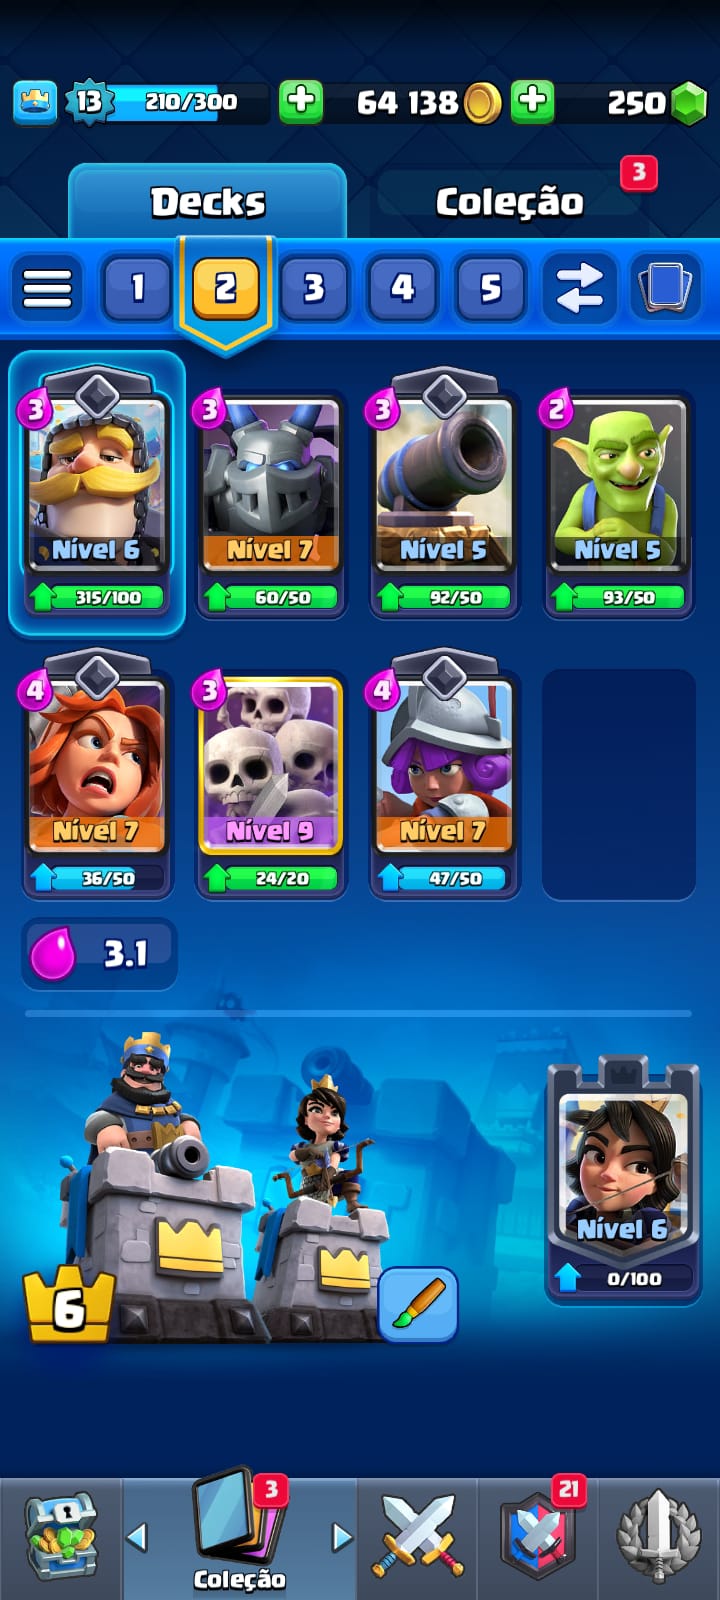 13 210/300 64 138 250
Decks Coleção 3
1 2 3 4 5
3 3 3 2
Nível 6 Nível 7 Nível 5 Nível 5
315/100 60/50 92/50 93/50
4 3 4
Nível 7 Nível 9 Nível 7
36/50 24/20 47/50
3.1
Nível 6
0/100
6
3 21
Coleção